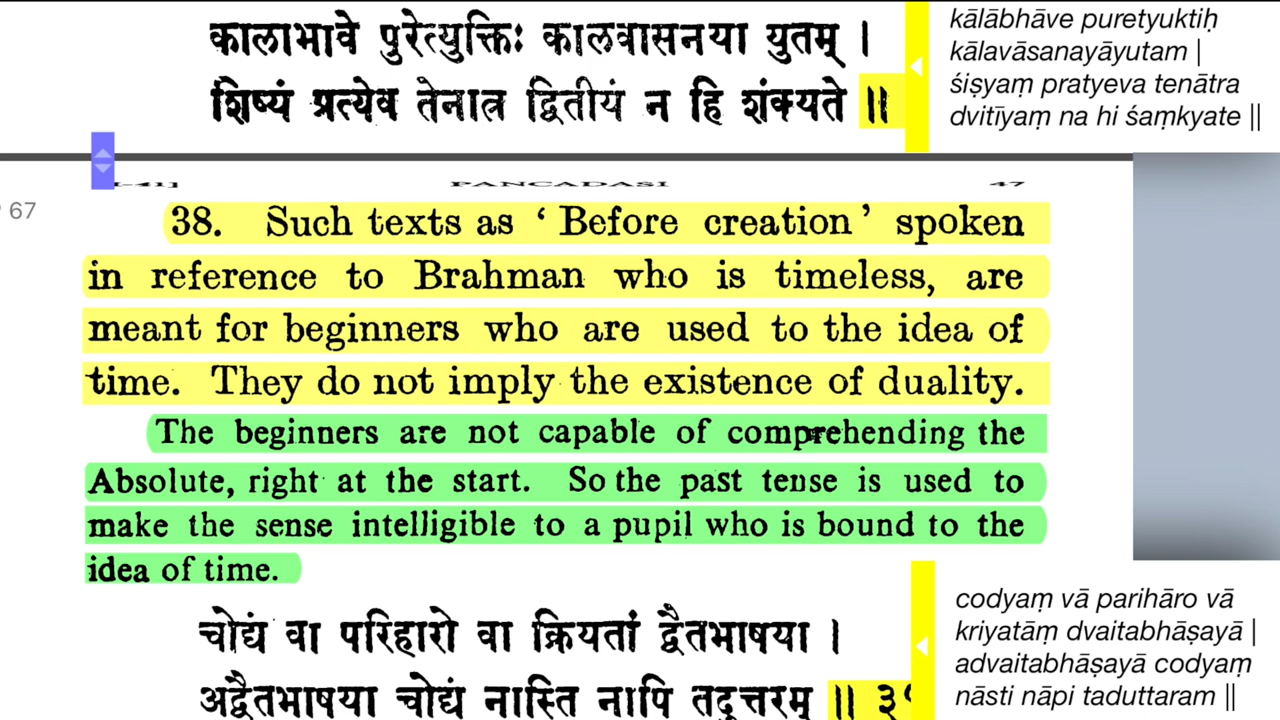 कालाभावे पुरेत्युक्तिः कालवासनया युतम् ।
शिष्यं प्रत्येव तेनात्र द्वितीयं न हि शंक्यते ॥
kālābhāve puretyuktiḥ
kālavāsanayāyutam |
śiṣyaṃ pratyeva tenātra
dvitīyaṃ na hi śaṃkyate ||
-41] PANCADASI 47
67
38. Such texts as ‘ Before creation ’ spoken
in reference to Brahman who is timeless, are
meant for beginners who are used to the idea of
time. They do not imply the existence of duality.
The beginners are not capable of comprehending the
Absolute, right at the start. So the past tense is used to
make the sense intelligible to a pupil who is bound to the
idea of time.
चोद्यं वा परिहारो वा क्रियतां द्वैतभाषया ।
अद्वैतभाषया चोद्यं नास्ति नापि तदुत्तरम् ॥
codyaṃ vā parihāro vā
kriyatāṃ dvaitabhāṣayā |
advaitabhāṣayā codyaṃ
nāsti nāpi taduttaram ||